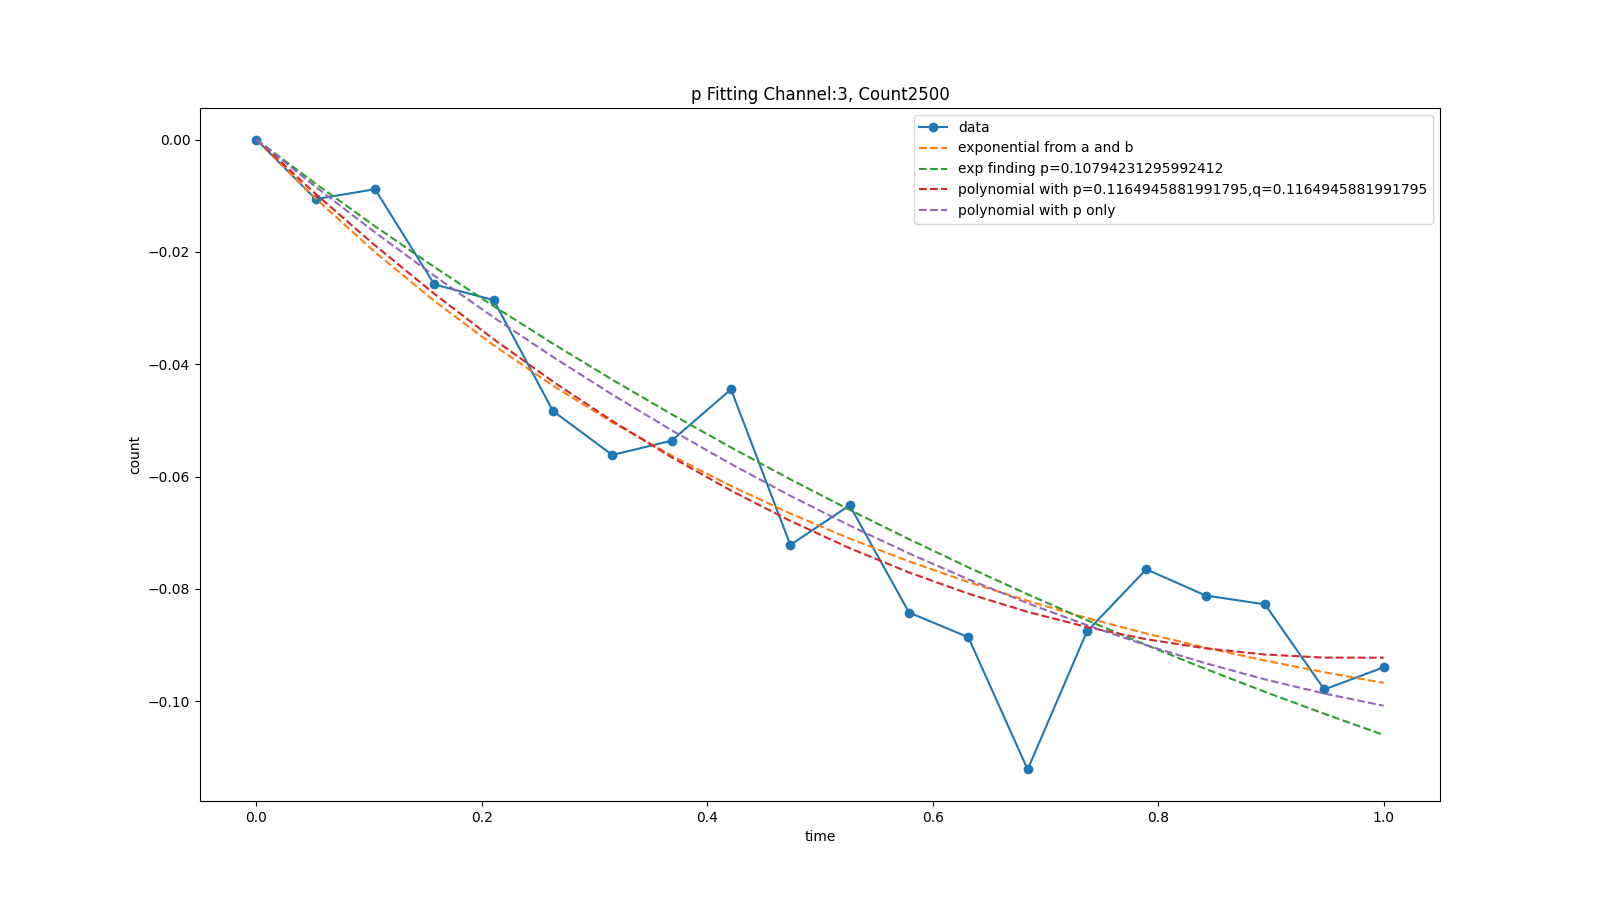 p Fitting Channel:3, Count2500
data
exponential from a and b
exp finding p=0.10794231295992412
polynomial with p=0.1164945881991795,q=0.1164945881991795
polynomial with p only
0.00
−0.02
−0.04
−0.06
−0.08
−0.10
count
0.0 0.2 0.4 0.6 0.8 1.0
time